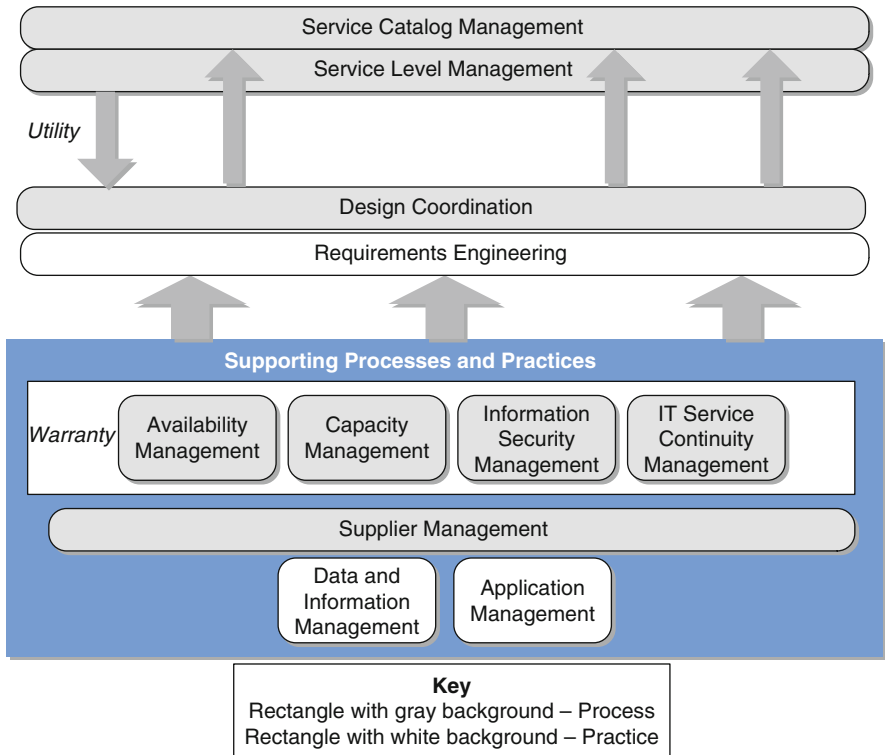 Service Catalog Management
Service Level Management
Utility
Design Coordination
Requirements Engineering
Supporting Processes and Practices
Warranty
Availability
Management
Capacity
Management
Information
Security
Management
IT Service
Continuity
Management
Supplier Management
Data and
Information
Management
Application
Management
Key
Rectangle with gray background – Process
Rectangle with white background – Practice